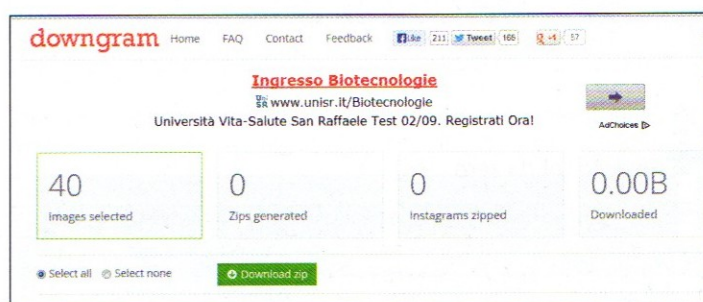 downgram Home FAQ Contact Feedback Like 211 Tweet 166 +1 57
Ingresso Biotecnologie
www.unisr.it/Biotecnologie
Università Vita-Salute San Raffaele Test 02/09. Registrati Ora!
AdChoices
40 0 0 0.00B
Images selected Zips generated Instagrams zipped Downloaded
Select all Select none Download zip